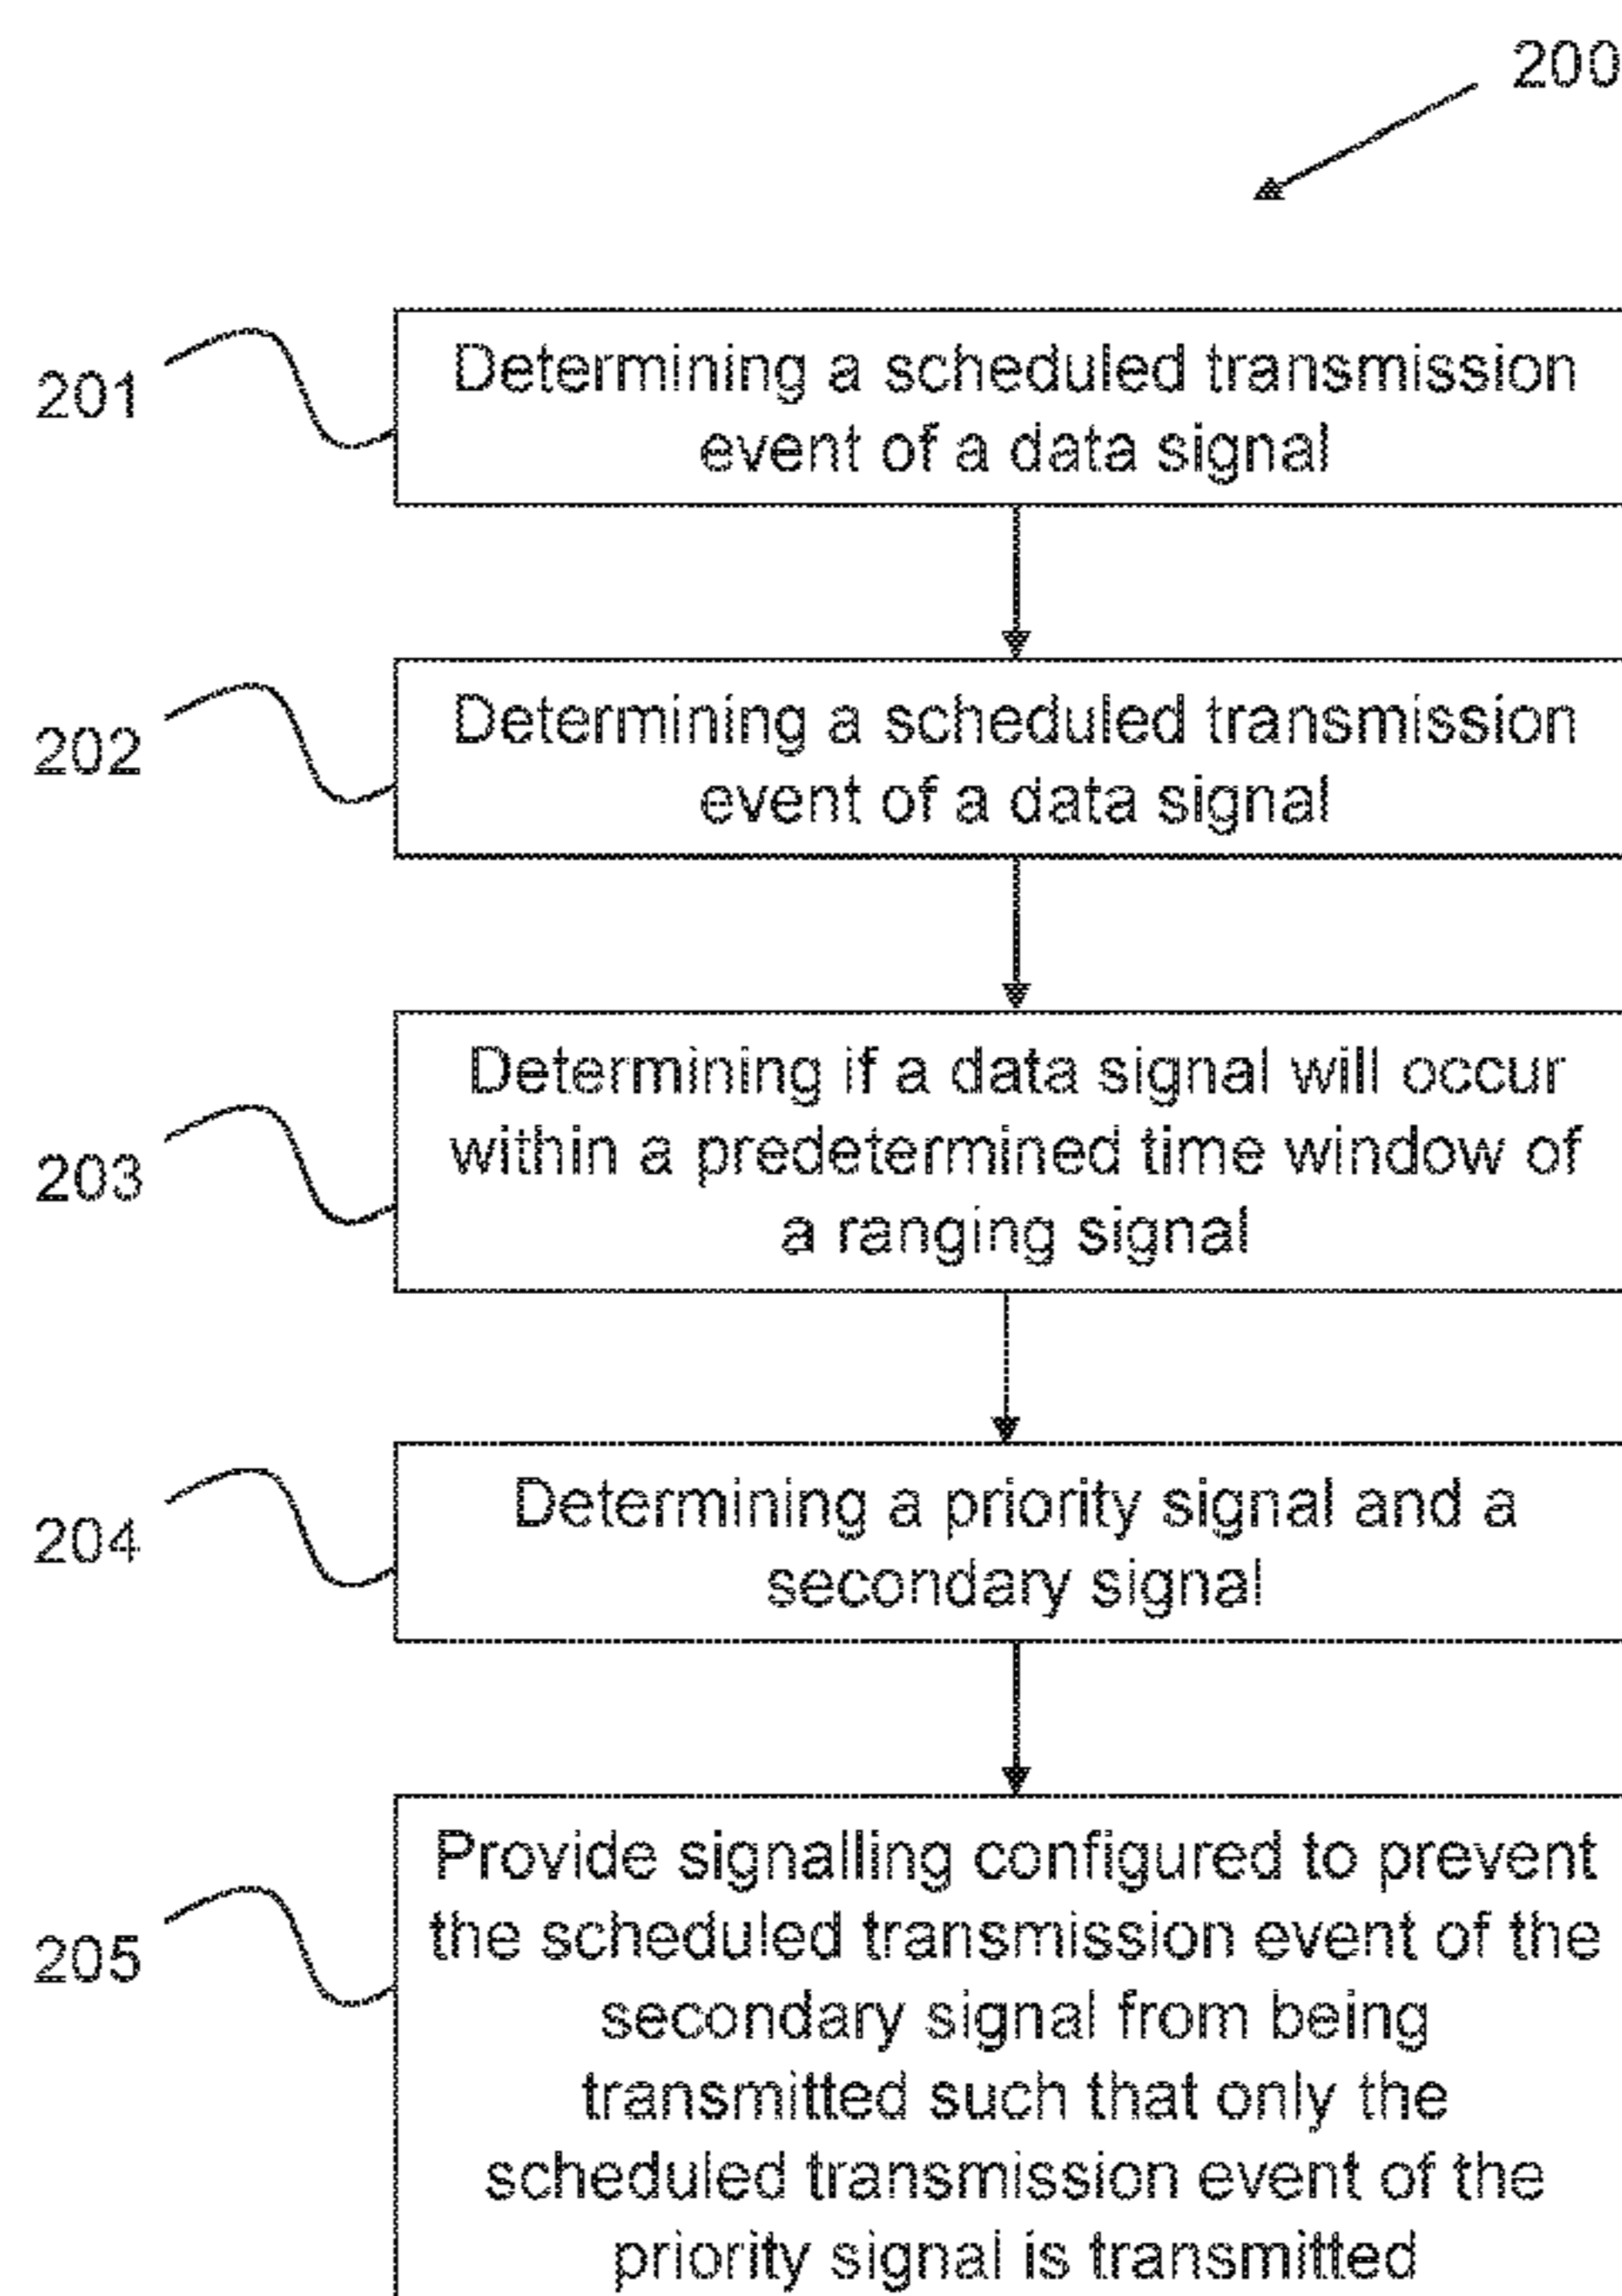 200
201
Determining a scheduled transmission
event of a data signal
202
Determining a scheduled transmission
event of a data signal
203
Determining if a data signal will occur
within a predetermined time window of
a ranging signal
204
Determining a priority signal and a
secondary signal
205
Provide signalling configured to prevent
the scheduled transmission event of the
secondary signal from being
transmitted such that only the
scheduled transmission event of the
priority signal is transmitted